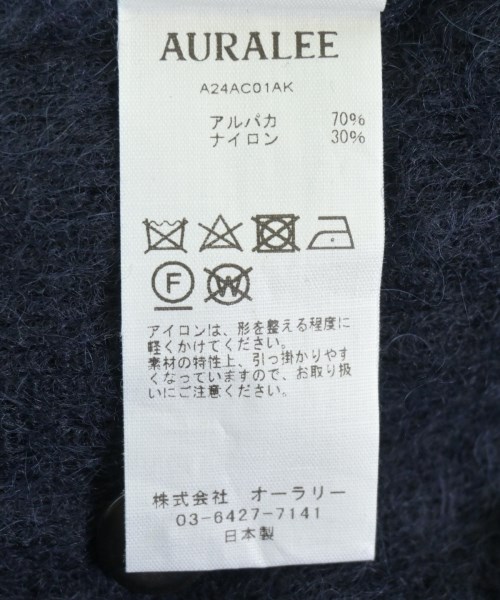 AURALEE
A24AC01AK
アルパカ 70%
ナイロン 30%
F
W
アイロンは、形を整える程度に
軽くかけてください。
素材の特性上、引っ掛かりやす
くなっていますので、お取り扱
いにご注意ください。
株式会社 オーラリー
03-6427-7141
日本製